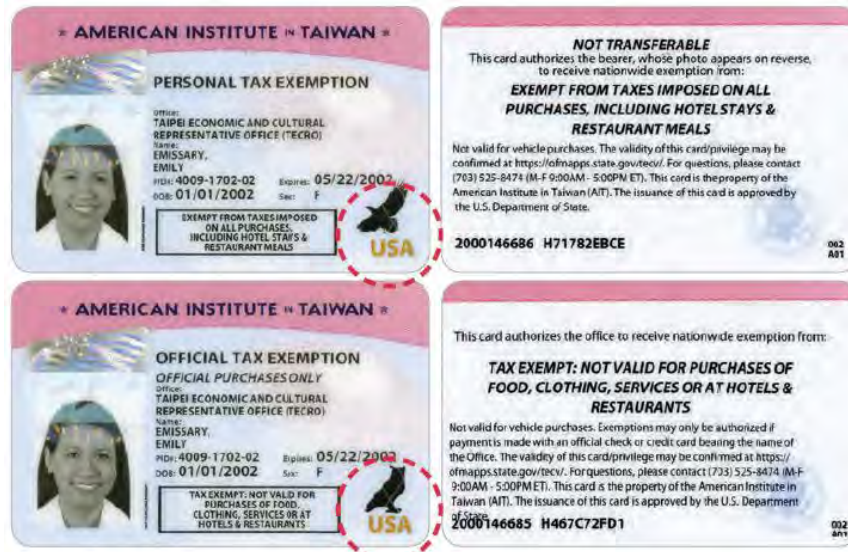 * AMERICAN INSTITUTE IN TAIWAN *
PERSONAL TAX EXEMPTION
Office:
TAIPEI ECONOMIC AND CULTURAL
REPRESENTATIVE OFFICE (TECRO)
Name:
EMISSARY,
EMILY
PID#: 4009-1702-02 Expires: 05/22/2002
DOB: 01/01/2002 Sex: F
EXEMPT FROM TAXES IMPOSED
ON ALL PURCHASES,
INCLUDING HOTEL STAYS &
RESTAURANT MEALS
USA
NOT TRANSFERABLE
This card authorizes the bearer, whose photo appears on reverse,
to receive nationwide exemption from:
EXEMPT FROM TAXES IMPOSED ON ALL
PURCHASES, INCLUDING HOTEL STAYS &
RESTAURANT MEALS
Not valid for vehicle purchases. The validity of this card/privilege may be
confirmed at https://ofmapps.state.gov/tecv/. For questions, please contact
(703) 525-8474 (M-F 9:00AM - 5:00PM ET). This card is the property of the
American Institute in Taiwan (AIT). The issuance of this card is approved by
the U.S. Department of State.
2000146686 H71782EBCE
002
A01
* AMERICAN INSTITUTE IN TAIWAN *
OFFICIAL TAX EXEMPTION
OFFICIAL PURCHASES ONLY
Office:
TAIPEI ECONOMIC AND CULTURAL
REPRESENTATIVE OFFICE (TECRO)
Name:
EMISSARY,
EMILY
PID#: 4009-1702-02 Expires: 05/22/2002
DOB: 01/01/2002 Sex: F
TAX EXEMPT: NOT VALID FOR
PURCHASES OF FOOD,
CLOTHING, SERVICES OR AT
HOTELS & RESTAURANTS
USA
This card authorizes the office to receive nationwide exemption from:
TAX EXEMPT: NOT VALID FOR PURCHASES OF
FOOD, CLOTHING, SERVICES OR AT HOTELS &
RESTAURANTS
Not valid for vehicle purchases. Exemptions may only be authorized if
payment is made with an official check or credit card bearing the name of
the Office. The validity of this card/privilege may be confirmed at https://
ofmapps.state.gov/tecv/. For questions, please contact (703) 525-8474 (M-F
9:00AM - 5:00PM ET). This card is the property of the American Institute in
Taiwan (AIT). The issuance of this card is approved by the U.S. Department
of State.
2000146685 H467C72FD1
002
A01